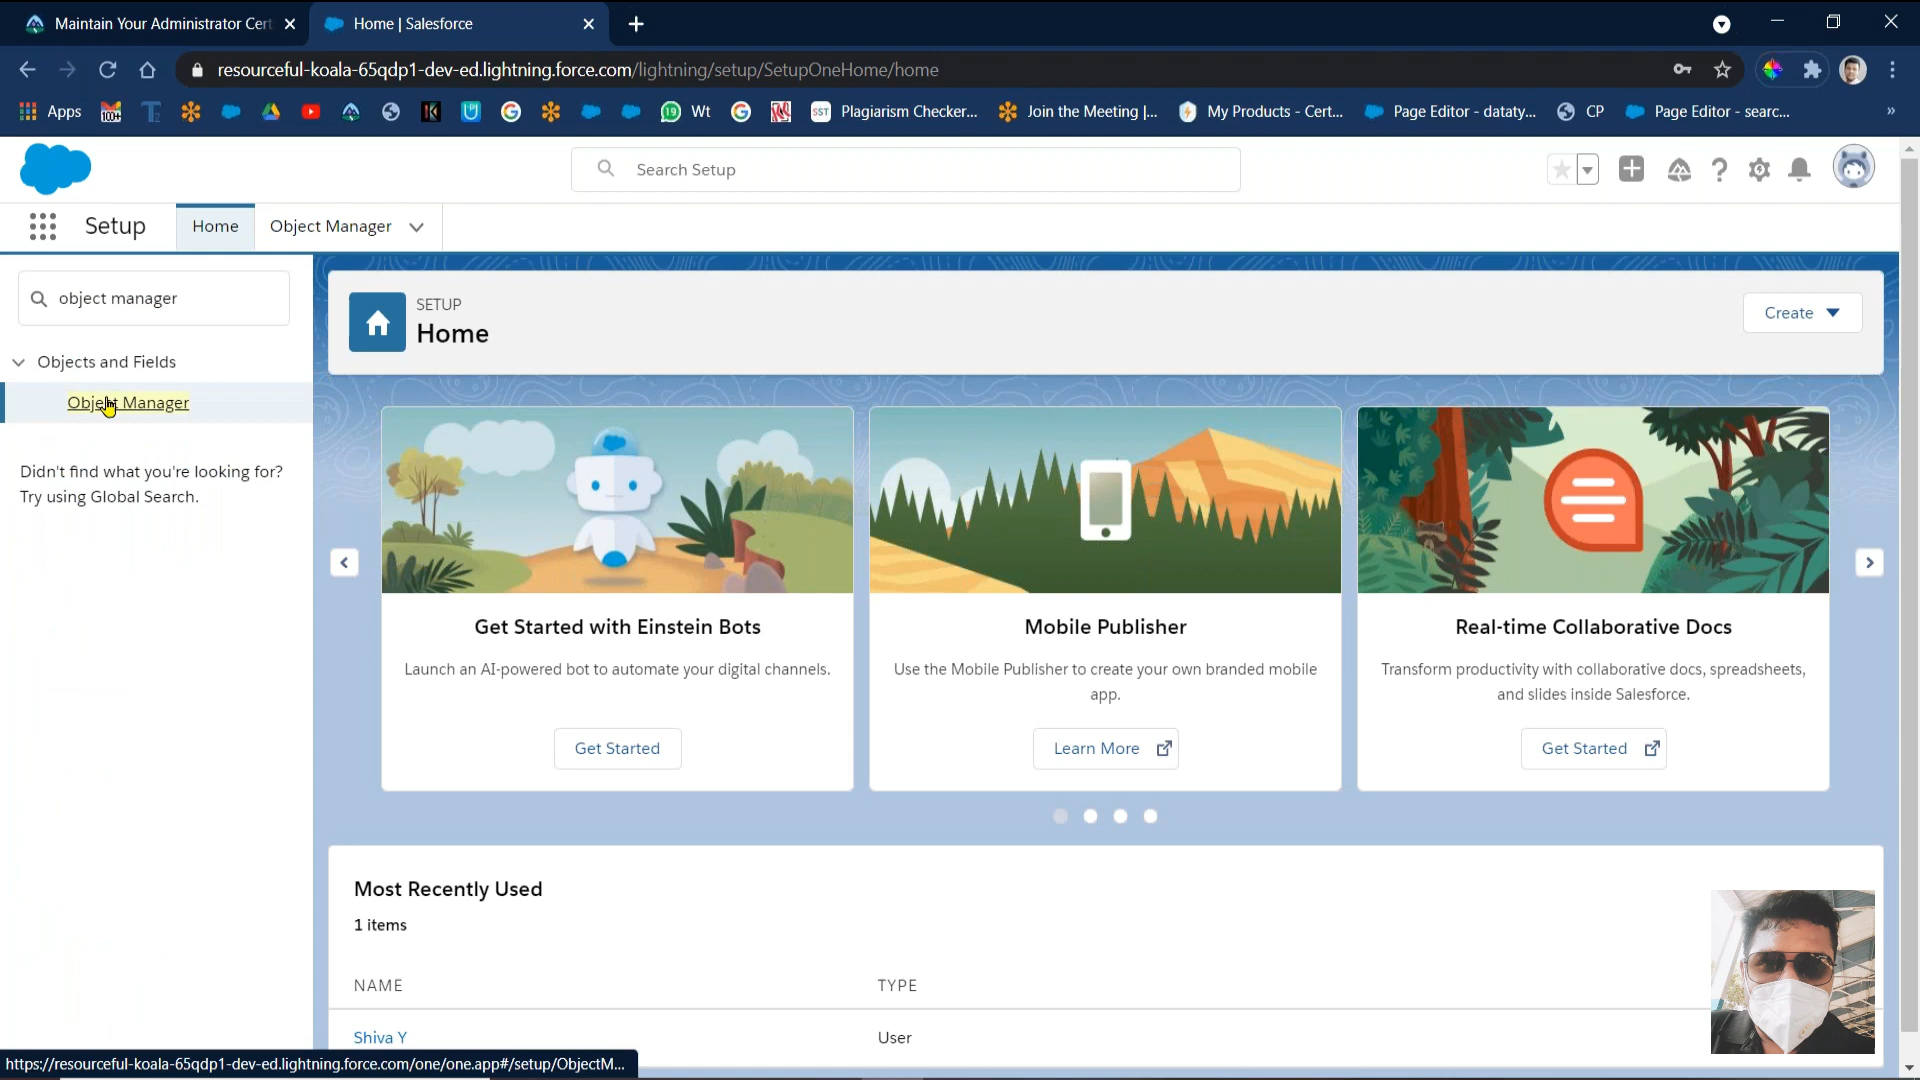 Maintain Your Administrator Cert
Home | Salesforce
resourceful-koala-65qdp1-dev-ed.lightning.force.com/lightning/setup/SetupOneHome/home
Apps
100+
19
Wt
SST
Plagiarism Checker...
Join the Meeting |...
My Products - Cert...
Page Editor - dataty...
CP
Page Editor - searc...
Search Setup
Setup
Home
Object Manager
object manager
Objects and Fields
Object Manager
Didn't find what you're looking for?
Try using Global Search.
SETUP
Home
Create
Get Started with Einstein Bots
Launch an AI-powered bot to automate your digital channels.
Get Started
Mobile Publisher
Use the Mobile Publisher to create your own branded mobile
app.
Learn More
Real-time Collaborative Docs
Transform productivity with collaborative docs, spreadsheets,
and slides inside Salesforce.
Get Started
Most Recently Used
1 items
NAME
TYPE
Shiva Y
User
https://resourceful-koala-65qdp1-dev-ed.lightning.force.com/one/one.app#/setup/ObjectM...